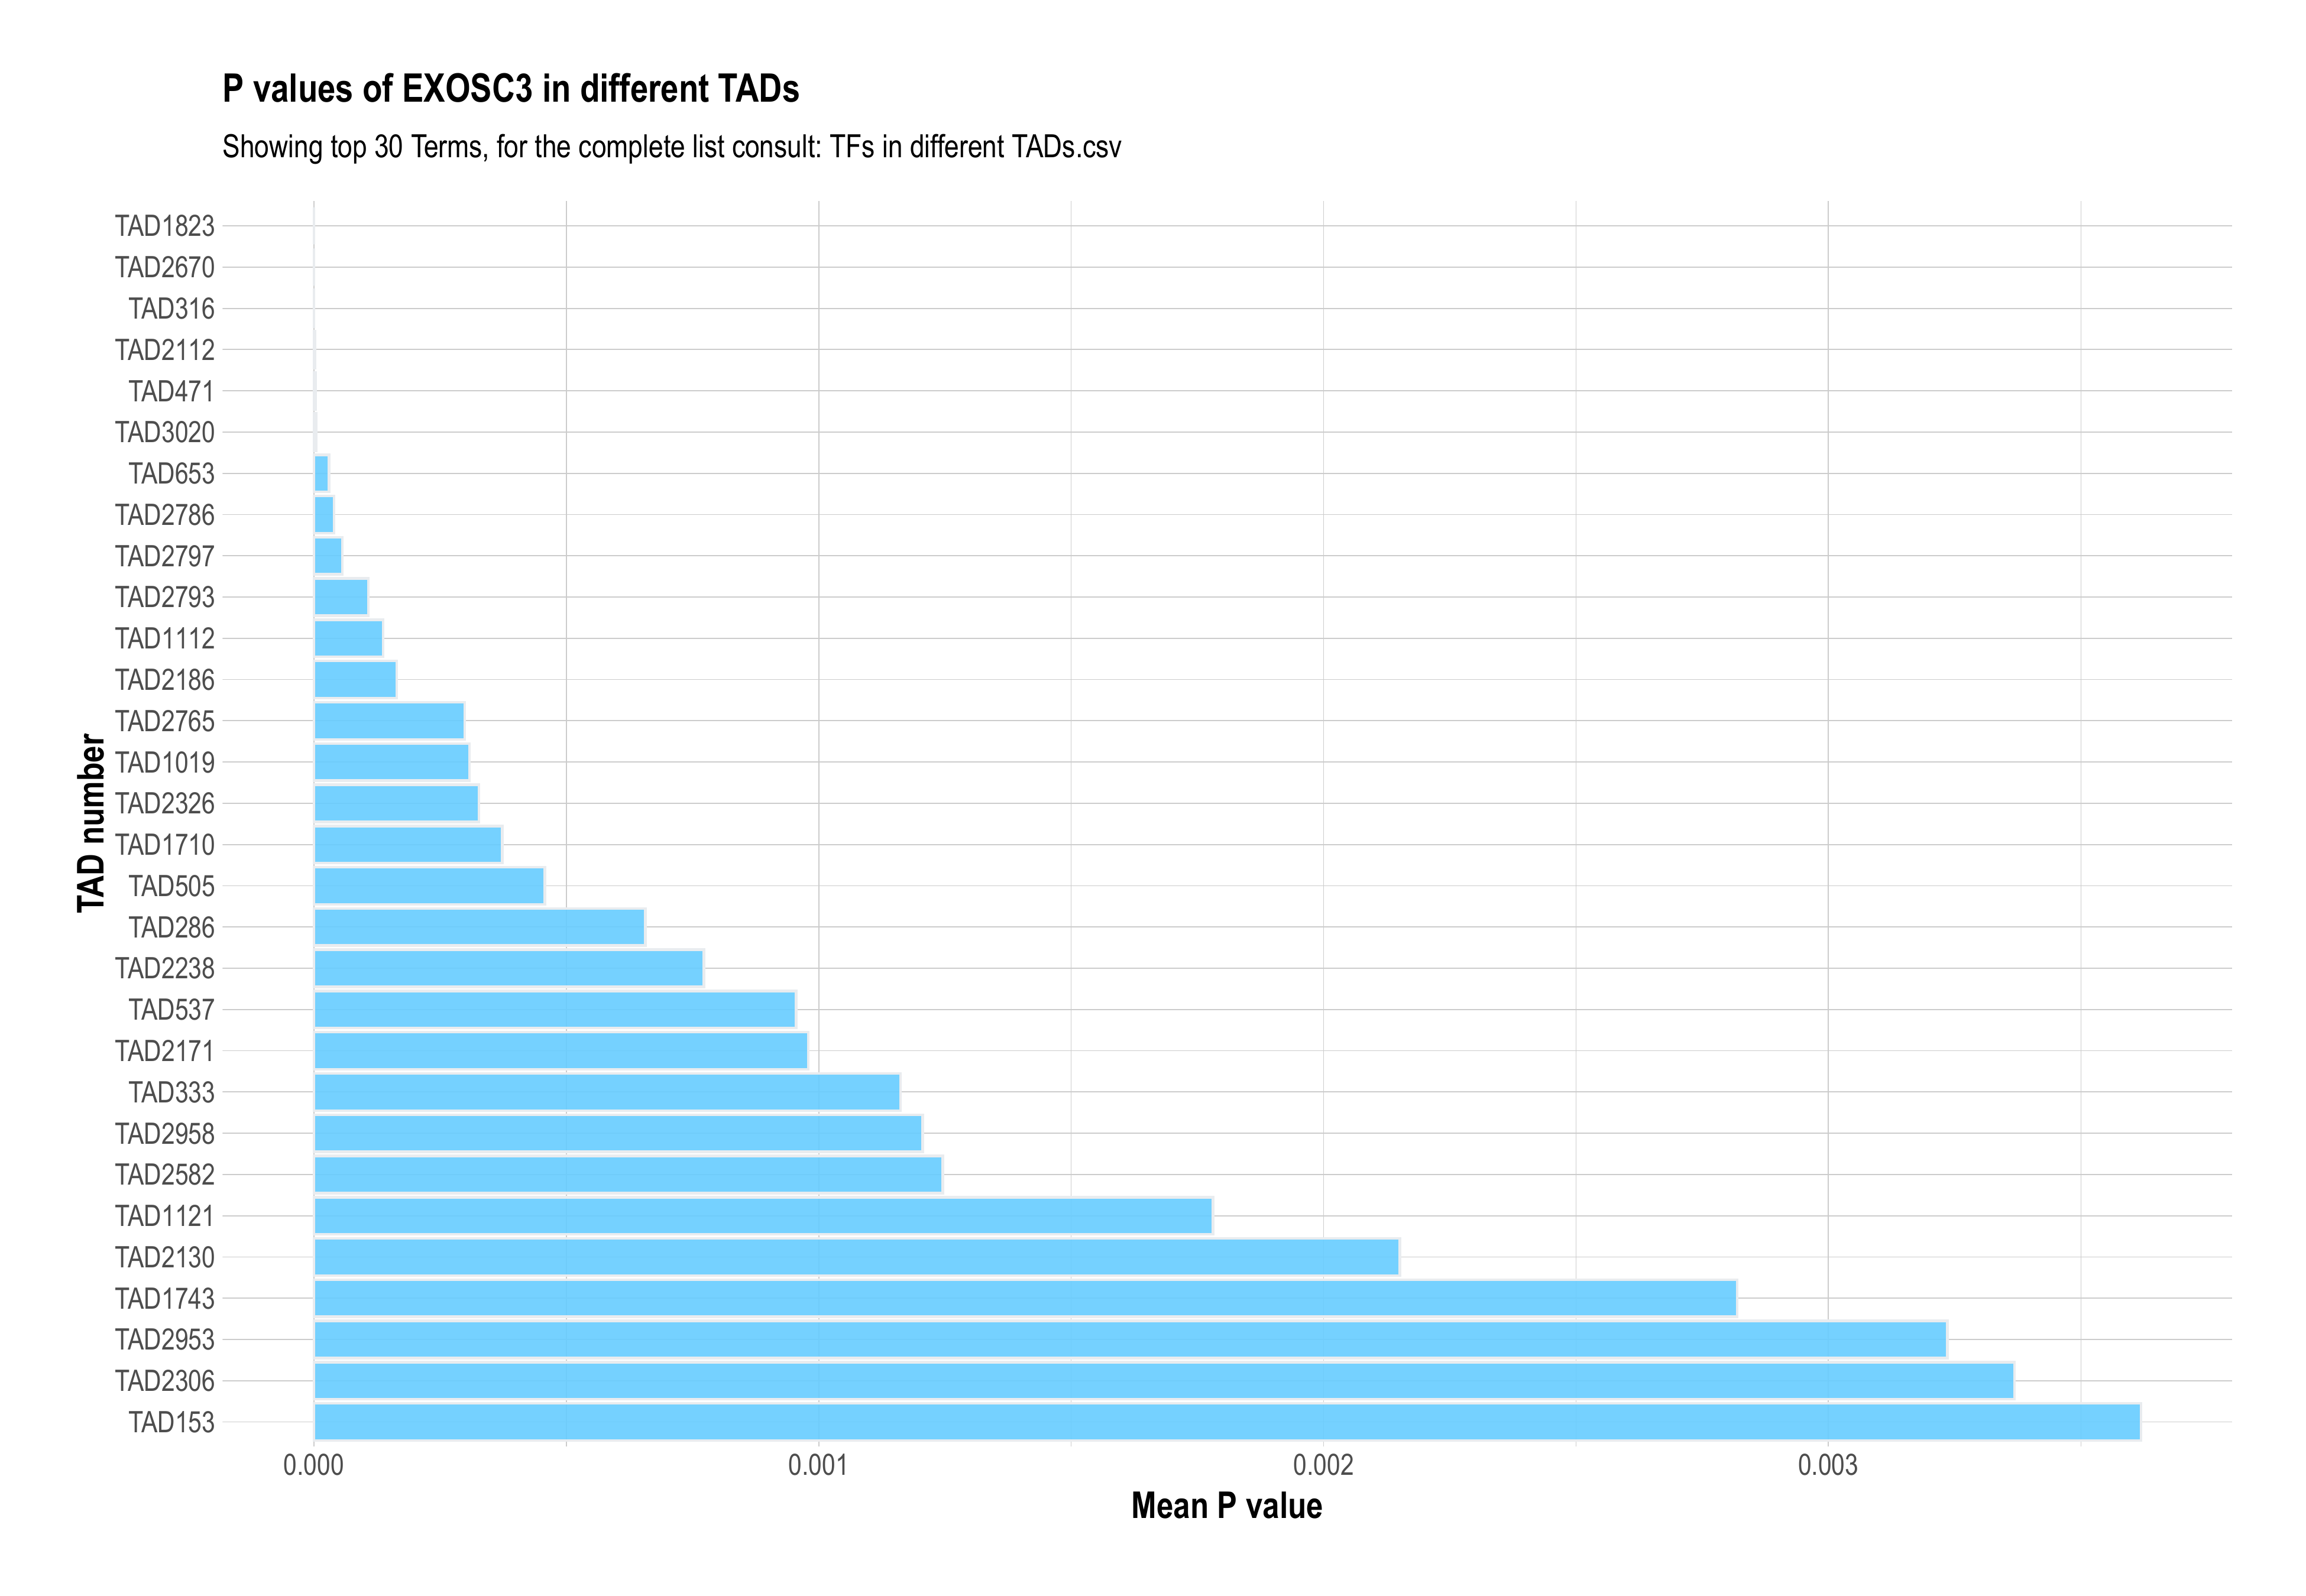 P values of EXOSC3 in different TADs
Showing top 30 Terms, for the complete list consult: TFs in different TADs.csv
TAD number
TAD1823
TAD2670
TAD316
TAD2112
TAD471
TAD3020
TAD653
TAD2786
TAD2797
TAD2793
TAD1112
TAD2186
TAD2765
TAD1019
TAD2326
TAD1710
TAD505
TAD286
TAD2238
TAD537
TAD2171
TAD333
TAD2958
TAD2582
TAD1121
TAD2130
TAD1743
TAD2953
TAD2306
TAD153
0.000 0.001 0.002 0.003
Mean P value